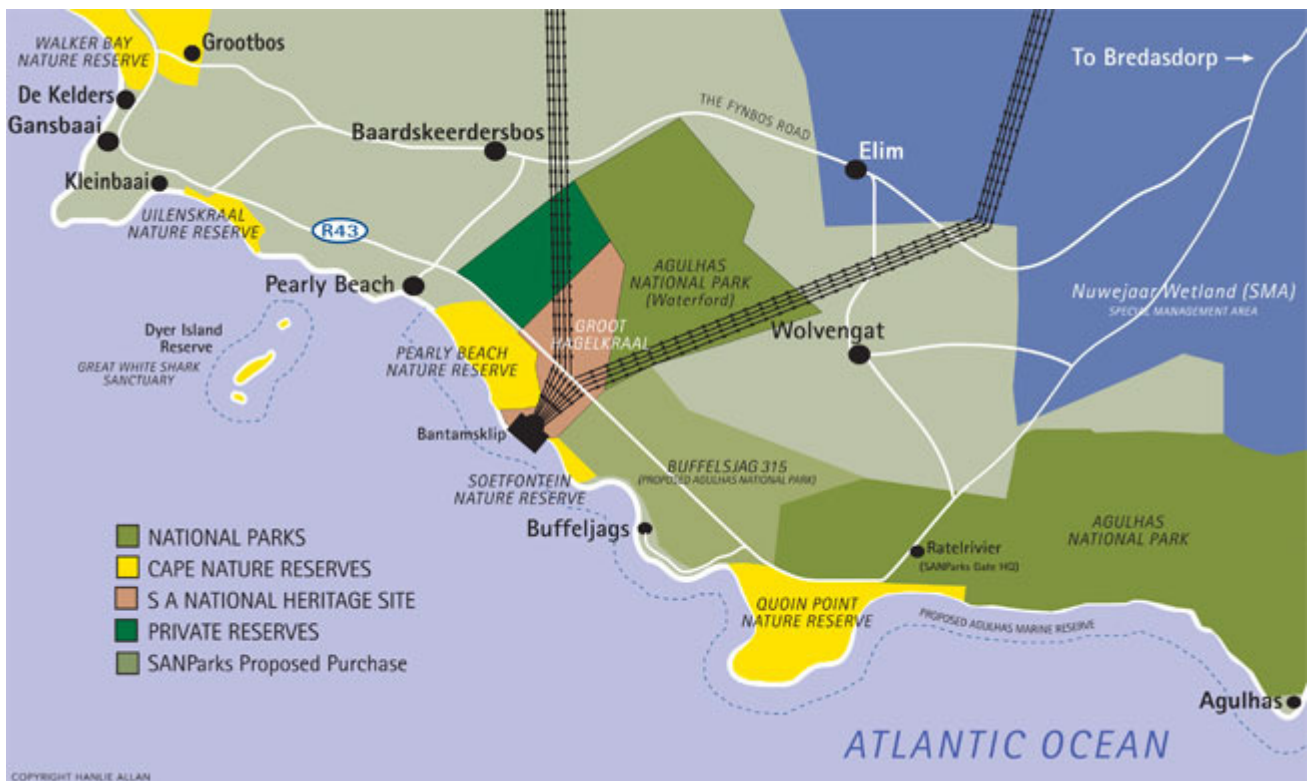 WALKER BAY
NATURE RESERVE
Grootbos
To Bredasdorp
De Kelders
Gansbaai
Baardskeerdersbos
THE FYNBOS ROAD
Elim
Kleinbaai
UILENSKRAAL
NATURE RESERVE
R43
Pearly Beach
AGULHAS
NATIONAL PARK
(Waterford)
Nuwejaar Wetland (SMA)
SPECIAL MANAGEMENT AREA
Dyer Island
Reserve
GREAT WHITE SHARK
SANCTUARY
GROOT
HAGELKRAAL
Wolvengat
PEARLY BEACH
NATURE RESERVE
Bantamsklip
BUFFELSJAG 315
(PROPOSED AGULHAS NATIONAL PARK)
SOETFONTEIN
NATURE RESERVE
Buffeljags
AGULHAS
NATIONAL PARK
Ratelrivier
(SANParks Gate HQ)
NATIONAL PARKS
CAPE NATURE RESERVES
S A NATIONAL HERITAGE SITE
PRIVATE RESERVES
SANParks Proposed Purchase
QUOIN POINT
NATURE RESERVE
PROPOSED AGULHAS MARINE RESERVE
Agulhas
ATLANTIC OCEAN
COPYRIGHT HANLIE ALLAN